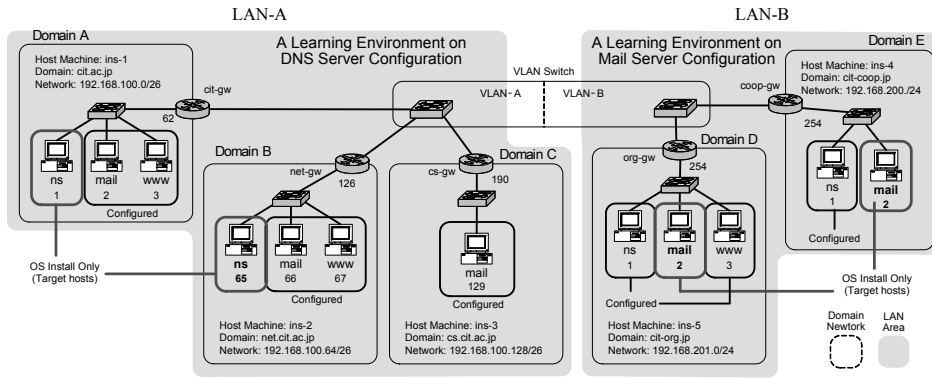 LAN-A
LAN-B
Domain A
Host Machine: ins-1
Domain: cit.ac.jp
Network: 192.168.100.0/26
cit-gw
62
ns
1
mail
2
www
3
Configured
A Learning Environment on
DNS Server Configuration
VLAN Switch
VLAN-A
VLAN-B
A Learning Environment on
Mail Server Configuration
Domain E
Host Machine: ins-4
Domain: cit-coop.jp
Network: 192.168.200./24
coop-gw
254
ns
1
mail
2
Configured
Domain B
net-gw
126
ns
65
mail
66
www
67
Configured
Host Machine: ins-2
Domain: net.cit.ac.jp
Network: 192.168.100.64/26
Domain C
cs-gw
190
mail
129
Configured
Host Machine: ins-3
Domain: cs.cit.ac.jp
Network: 192.168.100.128/26
OS Install Only
(Target hosts)
Domain D
org-gw
254
ns
1
mail
2
www
3
Configured
Host Machine: ins-5
Domain: cit-org.jp
Network: 192.168.201.0/24
OS Install Only
(Target hosts)
Domain
Newtork
LAN
Area